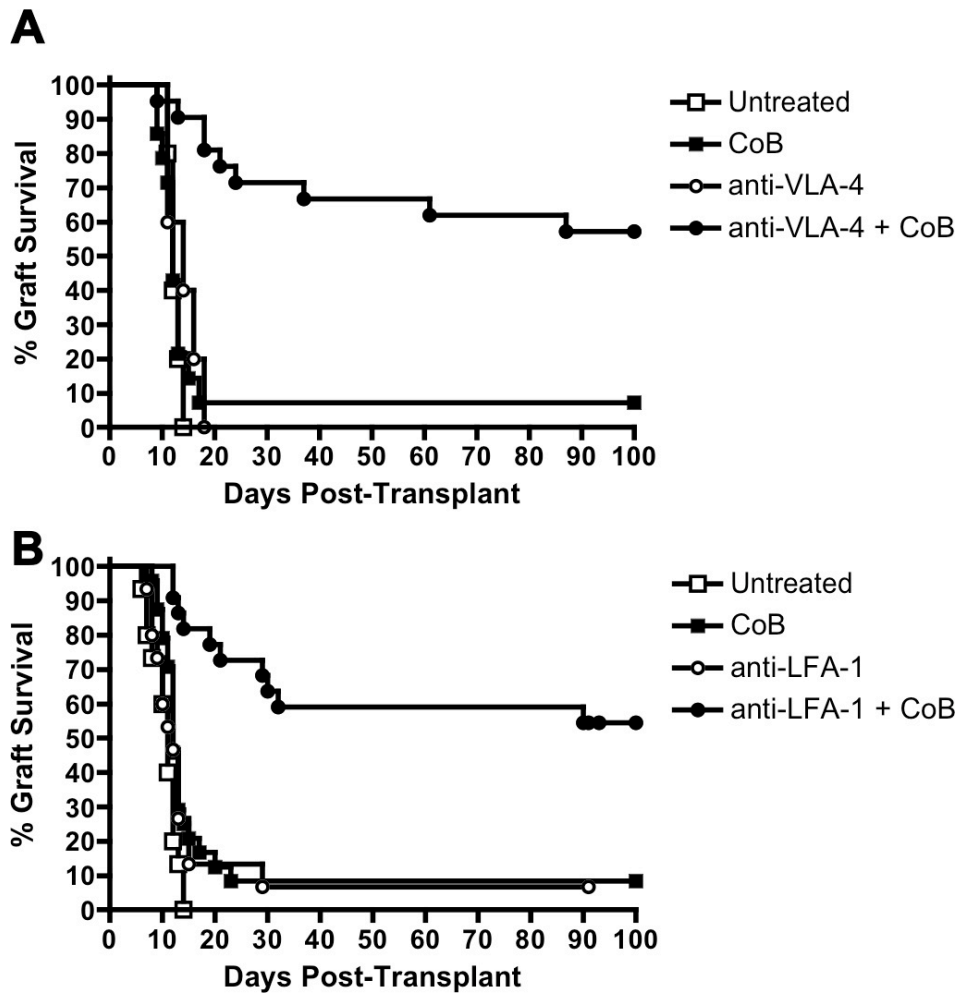 A
100
90
80
70
60
50
40
30
20
10
0
% Graft Survival
0 10 20 30 40 50 60 70 80 90 100
Days Post-Transplant
Untreated
CoB
anti-VLA-4
anti-VLA-4 + CoB
B
100
90
80
70
60
50
40
30
20
10
0
% Graft Survival
0 10 20 30 40 50 60 70 80 90 100
Days Post-Transplant
Untreated
CoB
anti-LFA-1
anti-LFA-1 + CoB